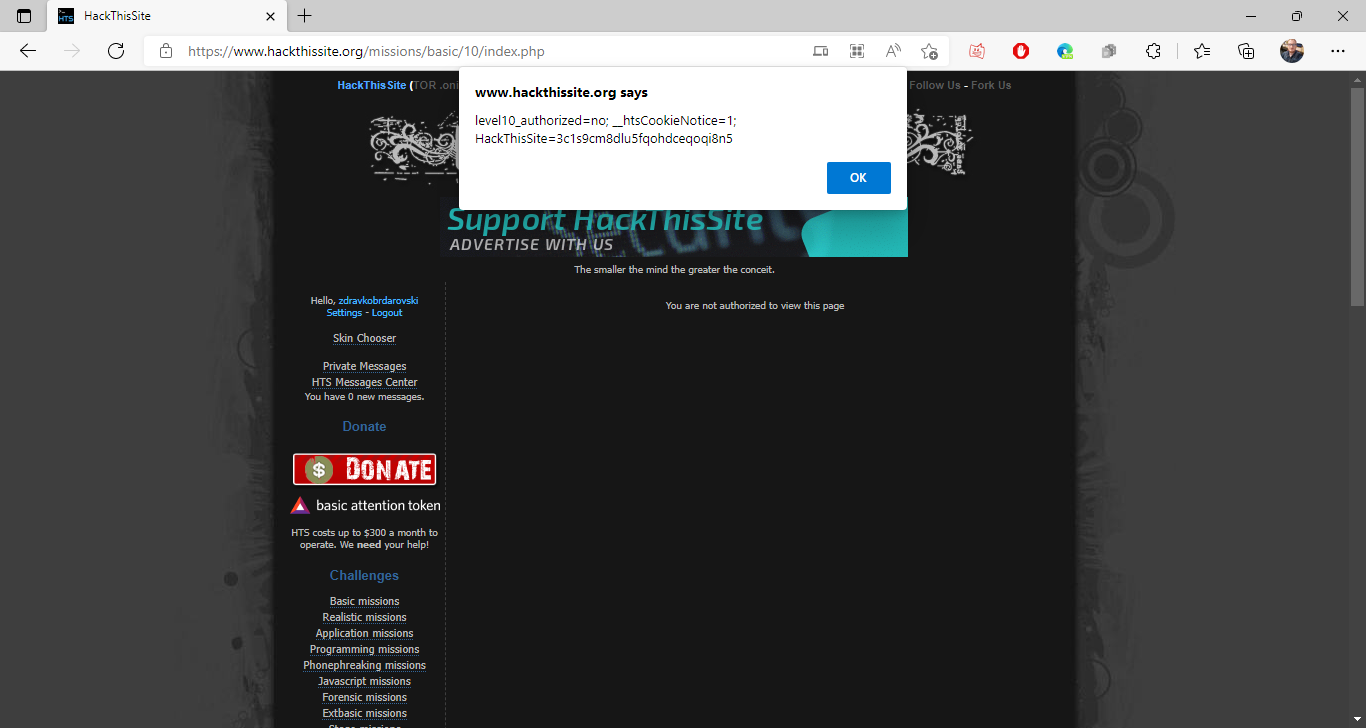 HackThisSite
https://www.hackthissite.org/missions/basic/10/index.php
HackThisSite (TOR .oni
Follow Us - Fork Us
www.hackthissite.org says
level10_authorized=no; __htsCookieNotice=1;
HackThisSite=3c1s9cm8dlu5fqohdceqoqi8n5
OK
Support HackThisSite
ADVERTISE WITH US
The smaller the mind the greater the conceit.
Hello, zdravkobrdarovski
Settings - Logout
Skin Chooser
Private Messages
HTS Messages Center
You have 0 new messages.
Donate
$ DONATE
basic attention token
HTS costs up to $300 a month to
operate. We need your help!
Challenges
Basic missions
Realistic missions
Application missions
Programming missions
Phonephreaking missions
Javascript missions
Forensic missions
Extbasic missions
You are not authorized to view this page